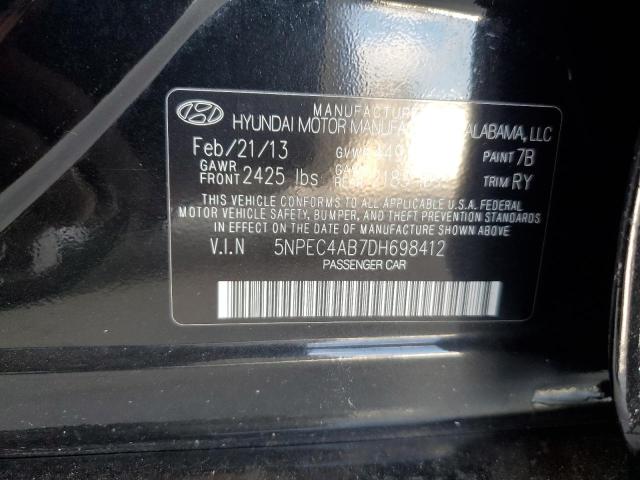 MANUFACTURE
HYUNDAI MOTOR ALABAMA, LLC
Feb/21/13 PAINT 7B
GAWR
FRONT 2425 lbs TRIM RY
THIS VEHICLE CONFORMS TO ALL APPLICABLE U.S.A. FEDERAL
MOTOR VEHICLE SAFETY, BUMPER, AND THEFT PREVENTION STANDARDS
IN EFFECT ON THE DATE OF MANUFACTURE SHOWN ABOVE.
V.I.N 5NPEC4AB7DH698412
PASSENGER CAR